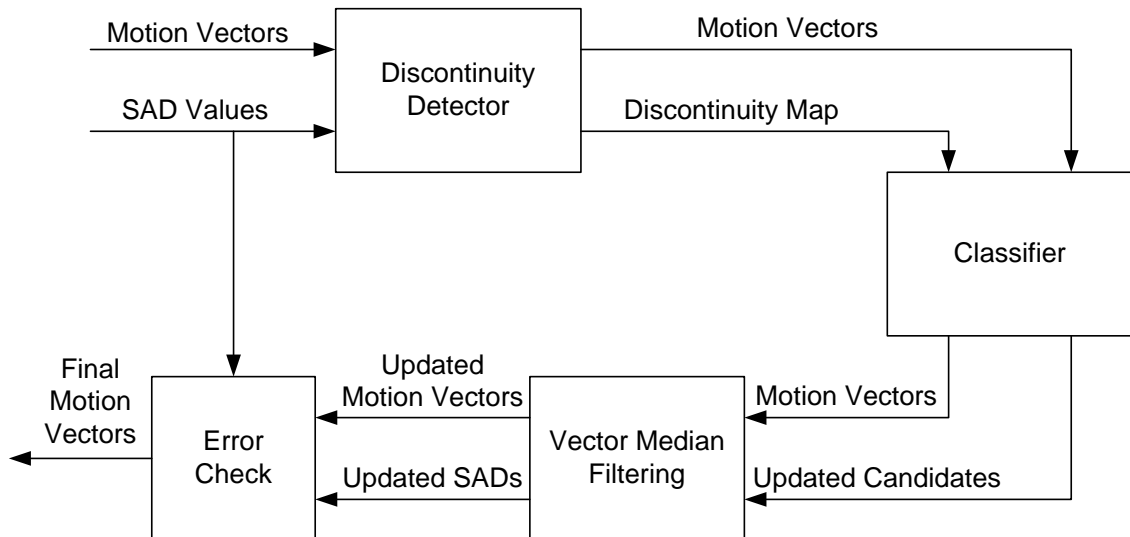 Motion Vectors
Discontinuity
Detector
Motion Vectors
SAD Values
Discontinuity Map
Classifier
Final
Motion
Vectors
Error
Check
Updated
Motion Vectors
Updated SADs
Vector Median
Filtering
Motion Vectors
Updated Candidates